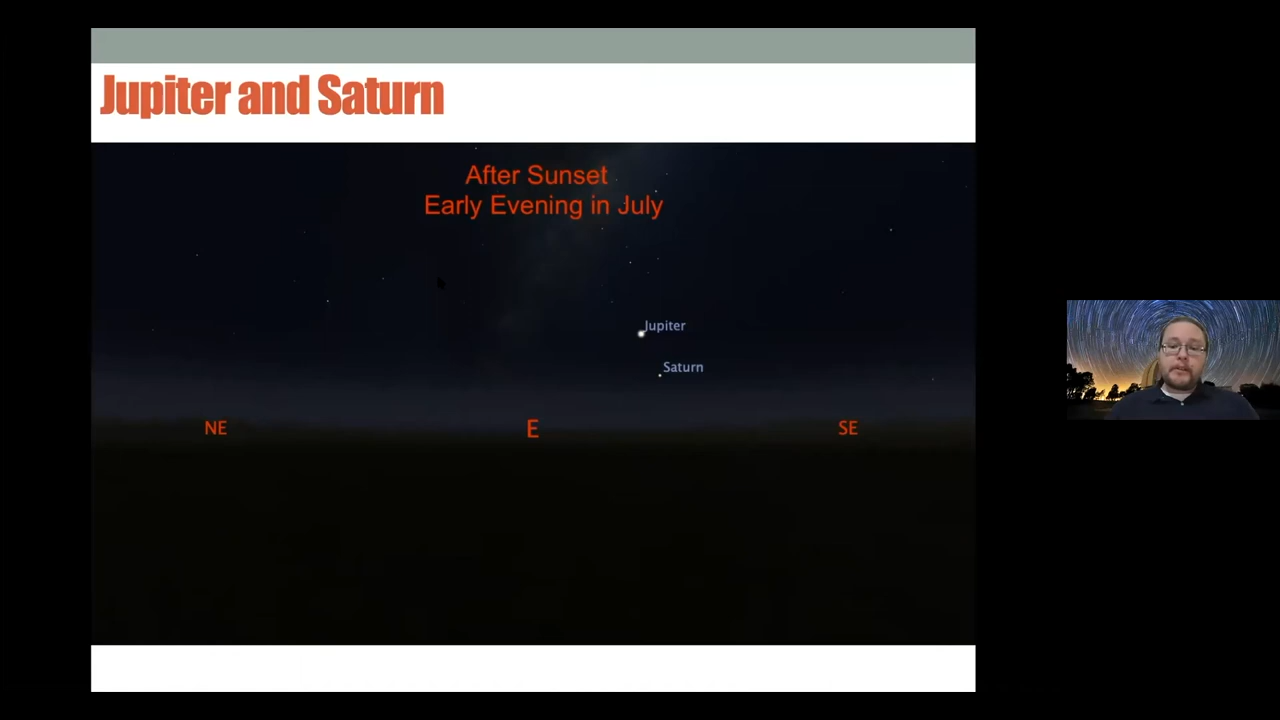 Jupiter and Saturn
After Sunset
Early Evening in July
Jupiter
Saturn
NE
E
SE